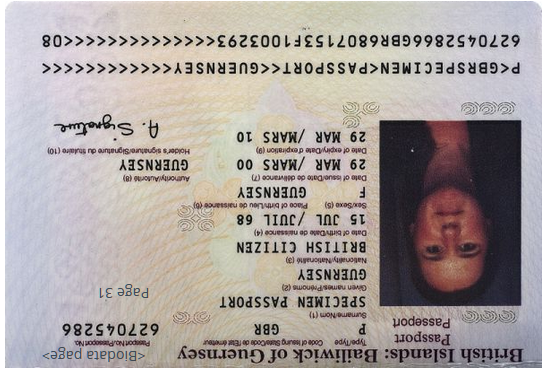 British Islands: Bailiwick of Guernsey
<Biodata page>
Passport
Passeport
Type/Type Code of Issuing State/Code de l'Etat émetteur Passport No./Passeport No.
P GBR 627045286
Surname/Nom (1)
SPECIMEN PASSPORT
Given names/Prénoms (2)
GUERNSEY
Page 31
Nationality/Nationalité (3)
BRITISH CITIZEN
Date of birth/Date de naissance (4)
15 JUL /JUIL 68
Sex/Sexe (5) Place of birth/Lieu de naissance (6)
F GUERNSEY
Date of issue/Date de délivrance (7) Authority/Autorité (8)
29 MAR /MARS 00 GUERNSEY
Date of expiry/Date d'expiration (9) Holder's signature/Signature du titulaire (10)
29 MAR /MARS 10 A. Signature
P<GBRSPECIMEN<PASSPORT<GUERNSEY<<<<<<<<<<<<<
6270452866GBR6807153F1003293<<<<<<<<<<<<<<08